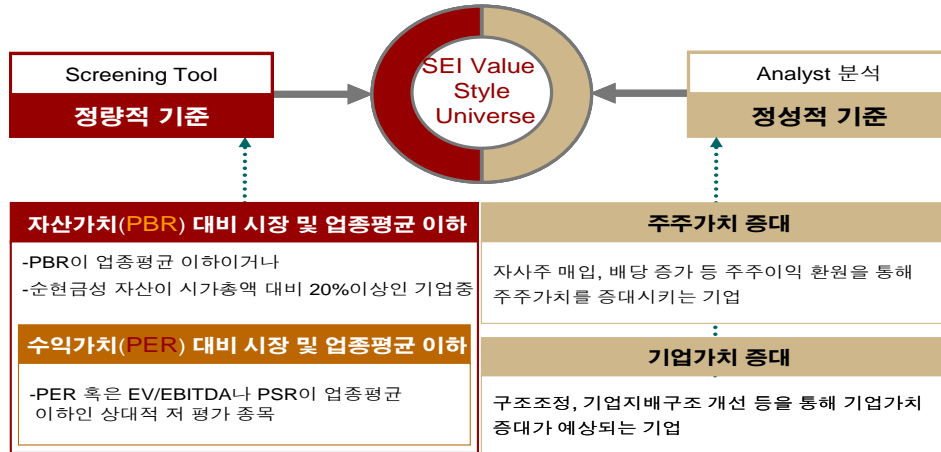 Screening Tool
정량적 기준
SEI Value
Style
Universe
Analyst 분석
정성적 기준
자산가치(PBR) 대비 시장 및 업종평균 이하
-PBR이 업종평균 이하이거나
-순현금성 자산이 시가총액 대비 20%이상인 기업중
수익가치(PER) 대비 시장 및 업종평균 이하
-PER 혹은 EV/EBITDA나 PSR이 업종평균
이하인 상대적 저 평가 종목
주주가치 증대
자사주 매입, 배당 증가 등 주주이익 환원을 통해
주주가치를 증대시키는 기업
기업가치 증대
구조조정, 기업지배구조 개선 등을 통해 기업가치
증대가 예상되는 기업